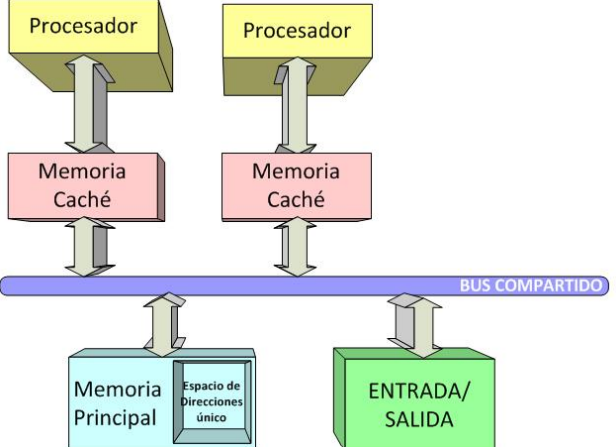 Procesador
Procesador
Memoria
Caché
Memoria
Caché
BUS COMPARTIDO
Memoria
Principal
Espacio de
Direcciones
único
ENTRADA/
SALIDA